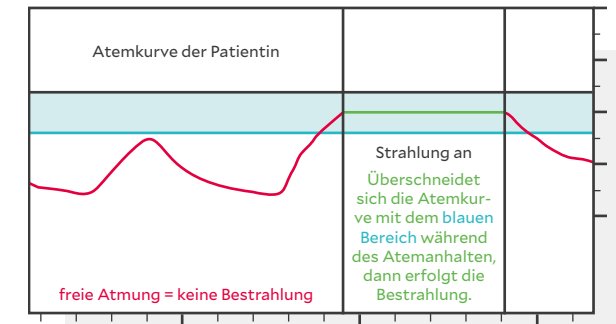 Atemkurve der Patientin
Strahlung an
Überschneidet
sich die Atemkur-
ve mit dem blauen
Bereich während
des Atemanhalten,
dann erfolgt die
Bestrahlung.
freie Atmung = keine Bestrahlung